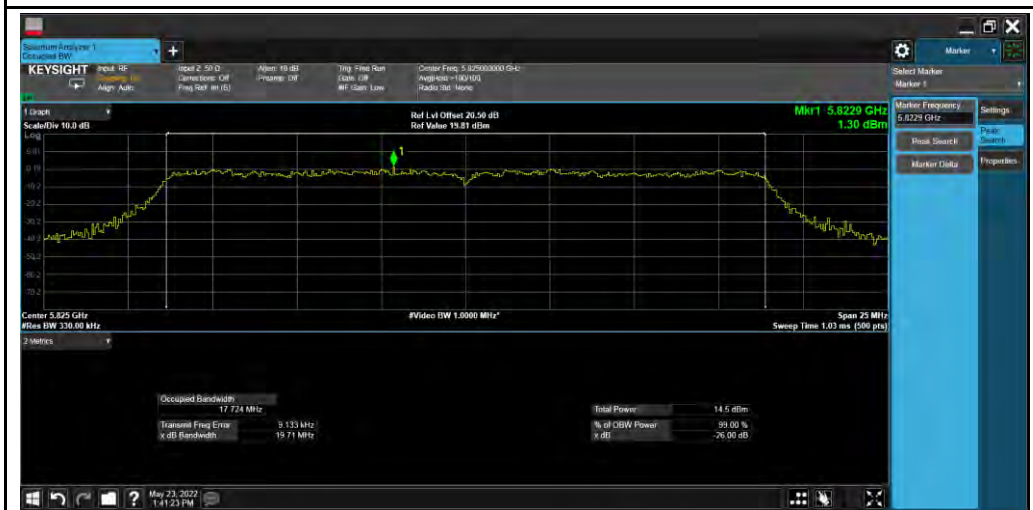 Spectrum Analyzer 1
Occupied BW
+
Marker
KEYSIGHT
Input: RF
Align: Auto
Input Z: 50 Ω
Corrections: Off
Freq Ref: Int (S)
Atten: 10 dB
Preamp: Off
Trig: Free Run
Gate: Off
#IF Gain: Low
Center Freq: 5.825000000 GHz
Avg|Hold:>100/100
Radio Std: None
Select Marker
Marker 1
1 Graph
Scale/Div 10.0 dB
Ref Lvl Offset 20.50 dB
Ref Value 19.81 dBm
Mkr1 5.8229 GHz
1.30 dBm
Marker Frequency
5.8229 GHz
Settings
Peak Search
Peak
Search
Marker Delta
Properties
Log
1
Center 5.825 GHz
#Res BW 330.00 kHz
#Video BW 1.0000 MHz*
Span 25 MHz
Sweep Time 1.03 ms (500 pts)
2 Metrics
Occupied Bandwidth
17.724 MHz
Total Power 14.5 dBm
Transmit Freq Error 9.133 kHz
% of OBW Power 99.00 %
x dB Bandwidth 19.71 MHz
x dB -26.00 dB
?
May 23, 2022
1:41:23 PM